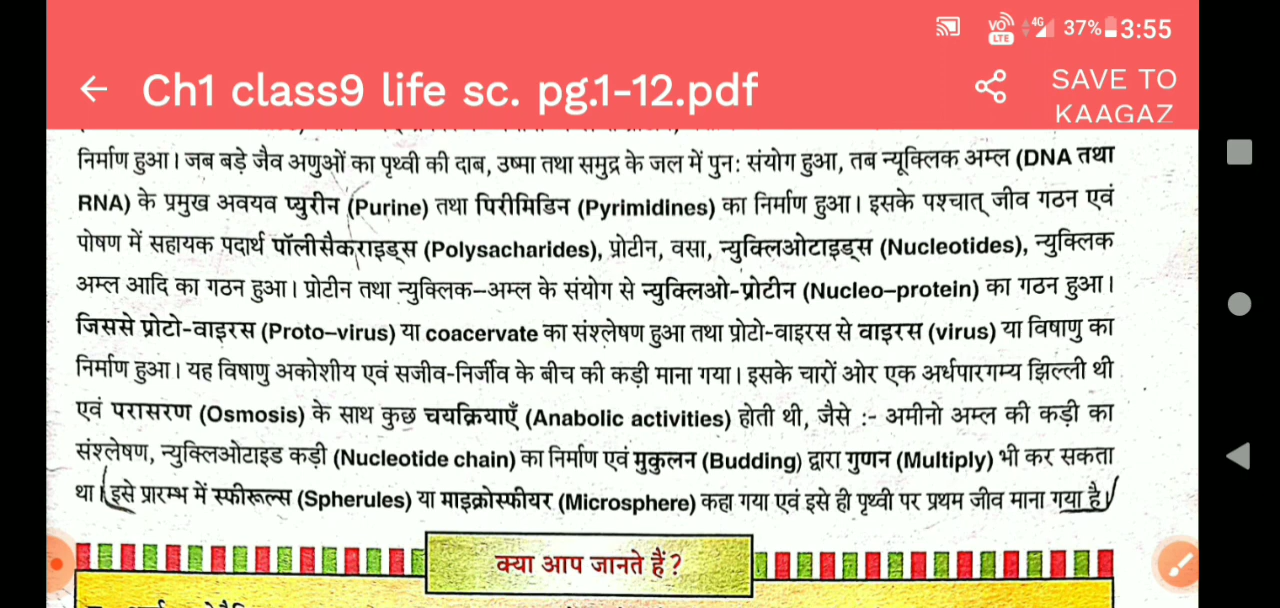 VO LTE 4G 37% 3:55
Ch1 class9 life sc. pg.1-12.pdf
SAVE TO
KAAGAZ
निर्माण हुआ। जब बड़े जैव अणुओं का पृथ्वी की दाब, उष्मा तथा समुद्र के जल में पुनः संयोग हुआ, तब न्यूक्लिक अम्ल (DNA तथा
RNA) के प्रमुख अवयव प्युरीन (Purine) तथा पिरीमिडिन (Pyrimidines) का निर्माण हुआ। इसके पश्चात् जीव गठन एवं
पोषण में सहायक पदार्थ पॉलीसैकराइड्स (Polysacharides), प्रोटीन, वसा, न्युक्लिओटाइड्स (Nucleotides), न्युक्लिक
अम्ल आदि का गठन हुआ। प्रोटीन तथा न्युक्लिक–अम्ल के संयोग से न्युक्लिओ-प्रोटीन (Nucleo–protein) का गठन हुआ।
जिससे प्रोटो-वाइरस (Proto–virus) या coacervate का संश्लेषण हुआ तथा प्रोटो-वाइरस से वाइरस (virus) या विषाणु का
निर्माण हुआ। यह विषाणु अकोशीय एवं सजीव-निर्जीव के बीच की कड़ी माना गया। इसके चारों ओर एक अर्धपारगम्य झिल्ली थी
एवं परासरण (Osmosis) के साथ कुछ चयक्रियाएँ (Anabolic activities) होती थी, जैसे :- अमीनो अम्ल की कड़ी का
संश्लेषण, न्युक्लिओटाइड कड़ी (Nucleotide chain) का निर्माण एवं मुकुलन (Budding) द्वारा गुणन (Multiply) भी कर सकता
था। इसे प्रारम्भ में स्फीरूल्स (Spherules) या माइक्रोस्फीयर (Microsphere) कहा गया एवं इसे ही पृथ्वी पर प्रथम जीव माना गया है।
क्या आप जानते हैं?